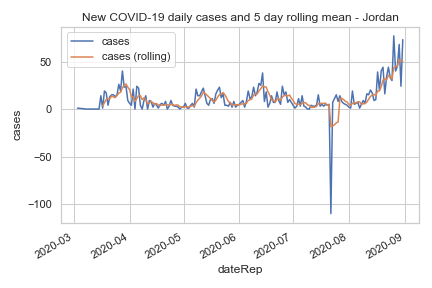 New COVID-19 daily cases and 5 day rolling mean - Jordan
cases
cases (rolling)
50
0
−50
−100
cases
2020-03
2020-04
2020-05
2020-06
2020-07
2020-08
2020-09
dateRep